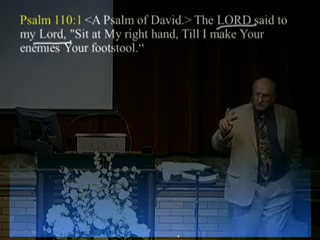 Psalm 110:1 <A Psalm of David.> The LORD said to
my Lord, "Sit at My right hand, Till I make Your
enemies Your footstool.“